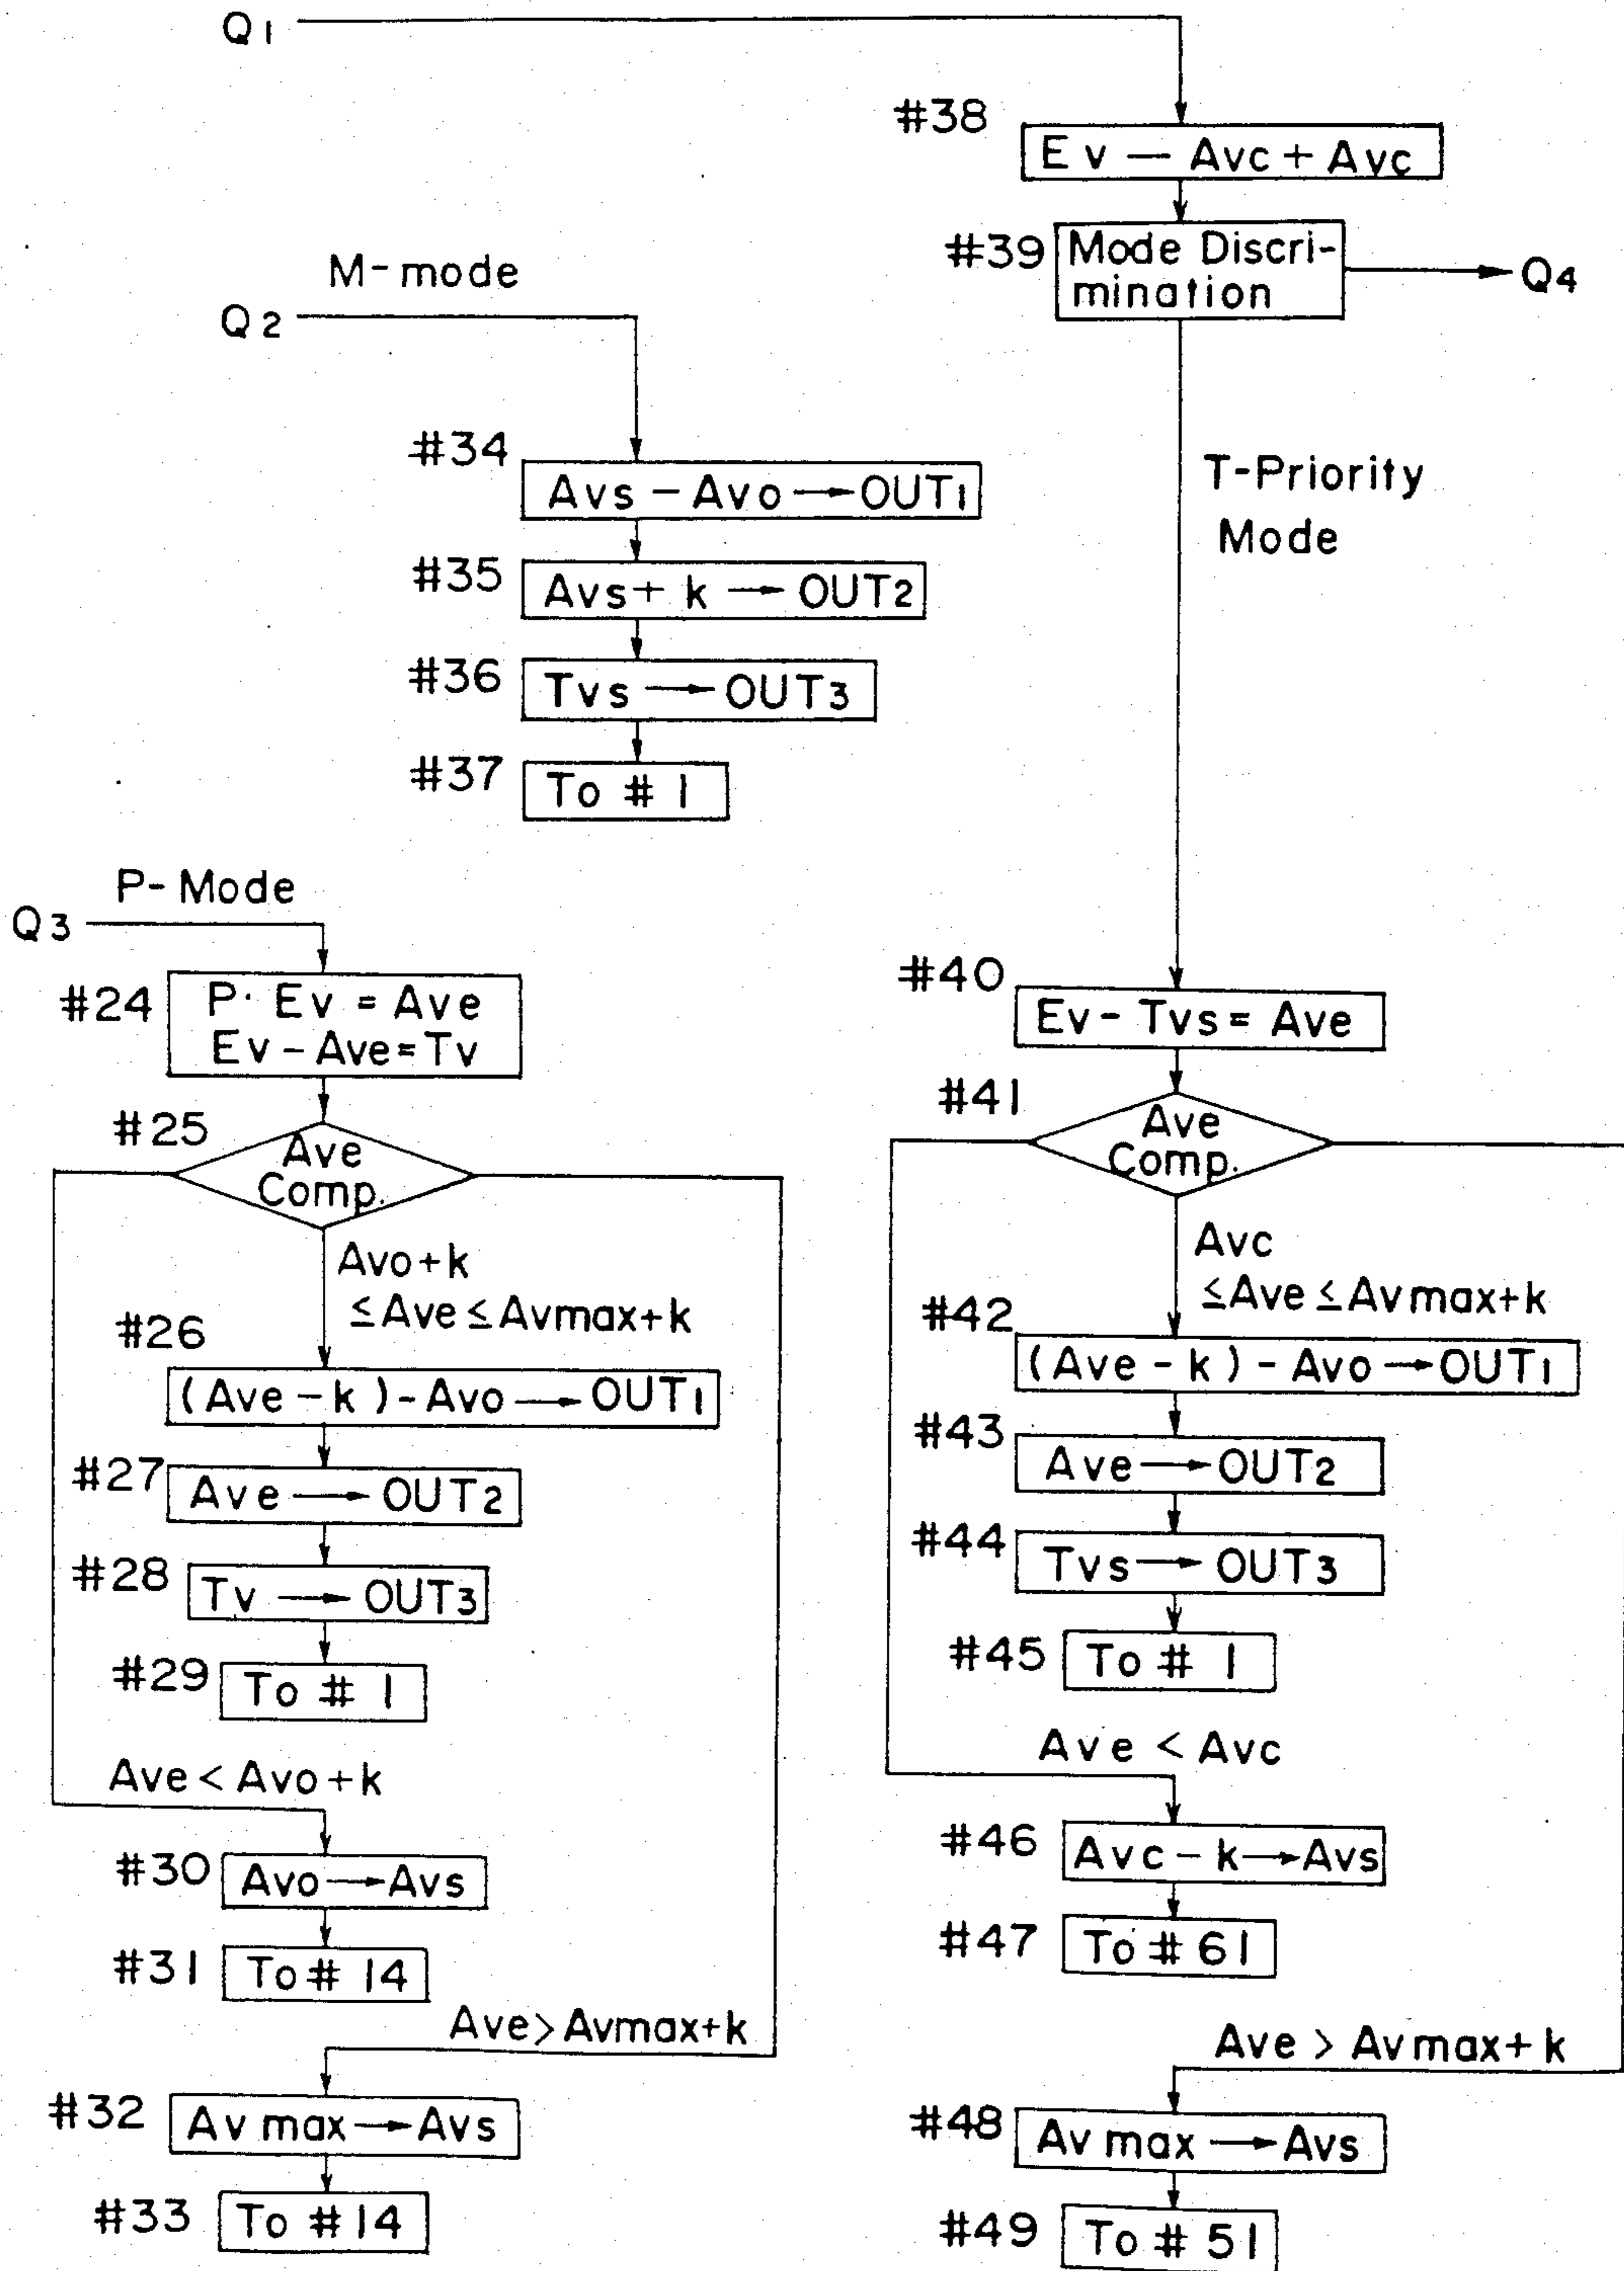 Q1
#38
Ev — Avc + Avc
#39
Mode Discri-
mination
Q4
M-mode
Q2
#34
Avs - Avo → OUT1
T-Priority
Mode
#35
Avs + k → OUT2
#36
Tvs → OUT3
#37
To # 1
P-Mode
Q3
#24
P· Ev = Ave
Ev - Ave = Tv
#25
Ave
Comp.
Avo+k
≤Ave ≤ Avmax+k
#26
(Ave - k) - Avo → OUT1
#27
Ave → OUT2
#28
Tv → OUT3
#29
To # 1
Ave < Avo + k
#30
Avo → Avs
#31
To # 14
Ave > Avmax+k
#32
Av max → Avs
#33
To # 14
#40
Ev - Tvs = Ave
#41
Ave
Comp.
Avc
≤Ave ≤ Avmax+k
#42
(Ave - k) - Avo → OUT1
#43
Ave → OUT2
#44
Tvs → OUT3
#45
To # 1
Ave < Avc
#46
Avc - k → Avs
#47
To # 61
Ave > Avmax + k
#48
Av max → Avs
#49
To # 51